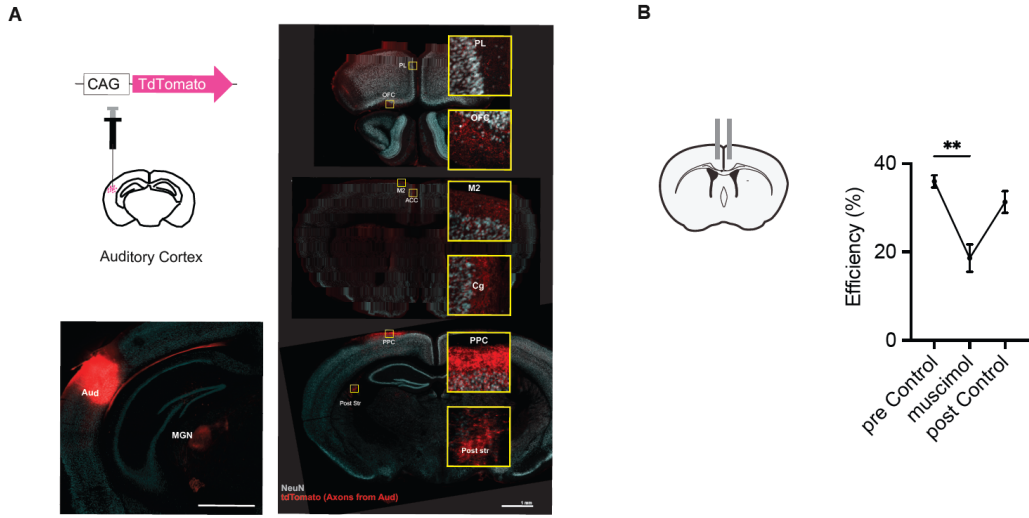 A
CAG
TdTomato
Auditory Cortex
Aud
MGN
PL
PL
OFC
OFC
M2
M2
ACC
Cg
PPC
PPC
Post Str
Post str
NeuN
tdTomato (Axons from Aud)
1 mm
B
**
40
20
0
Efficiency (%)
pre Control
muscimol
post Control